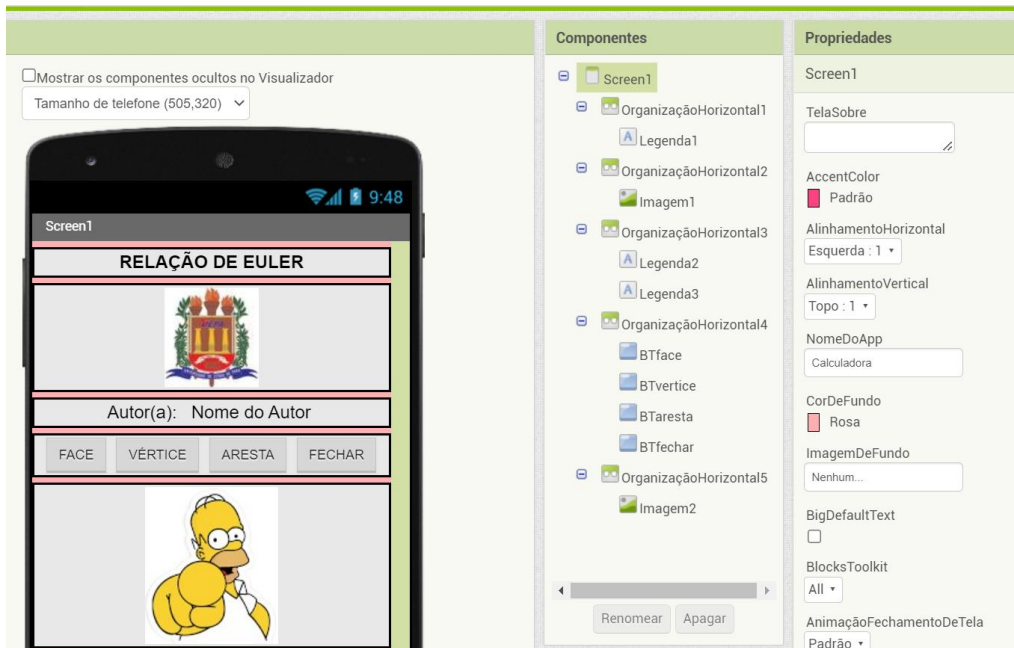 Mostrar os componentes ocultos no Visualizador
Tamanho de telefone (505,320)
9:48
Screen1
RELAÇÃO DE EULER
Autor(a): Nome do Autor
FACE VÉRTICE ARESTA FECHAR
Componentes
Screen1
OrganizaçãoHorizontal1
A Legenda1
OrganizaçãoHorizontal2
Imagem1
OrganizaçãoHorizontal3
A Legenda2
A Legenda3
OrganizaçãoHorizontal4
BTface
BTvertice
BTaresta
BTfechar
OrganizaçãoHorizontal5
Imagem2
Renomear Apagar
Propriedades
Screen1
TelaSobre
AccentColor
Padrão
AlinhamentoHorizontal
Esquerda : 1
AlinhamentoVertical
Topo : 1
NomeDoApp
Calculadora
CorDeFundo
Rosa
ImagemDeFundo
Nenhum...
BigDefaultText
BlocksToolkit
All
AnimaçãoFechamentoDeTela
Padrão